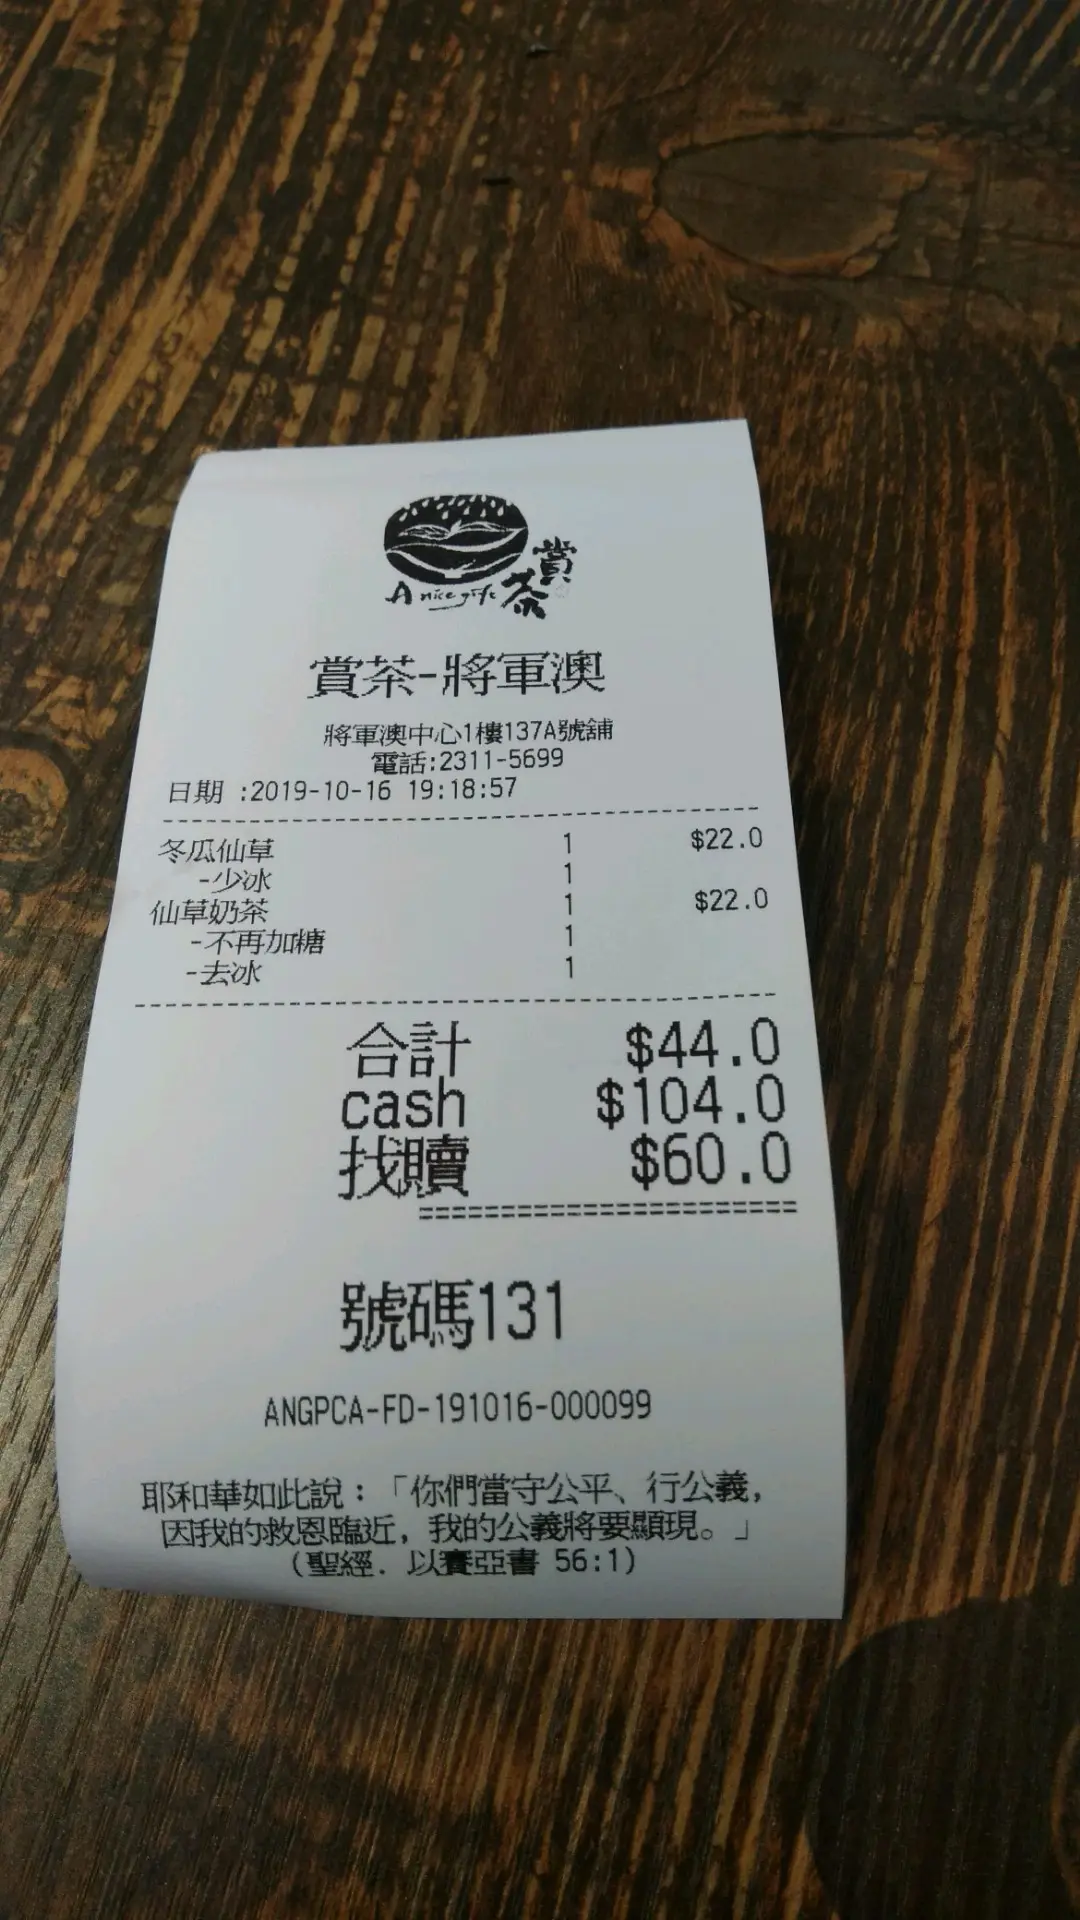 A nice gift 賞茶
賞茶-將軍澳
將軍澳中心1樓137A號舖
電話:2311-5699
日期 :2019-10-16 19:18:57
冬瓜仙草 1 $22.0
-少冰 1
仙草奶茶 1 $22.0
-不再加糖 1
-去冰 1
合計 $44.0
cash $104.0
找贖 $60.0
號碼131
ANGPCA-FD-191016-000099
耶和華如此說：「你們當守公平、行公義，
因我的救恩臨近，我的公義將要顯現。」
(聖經. 以賽亞書 56:1)